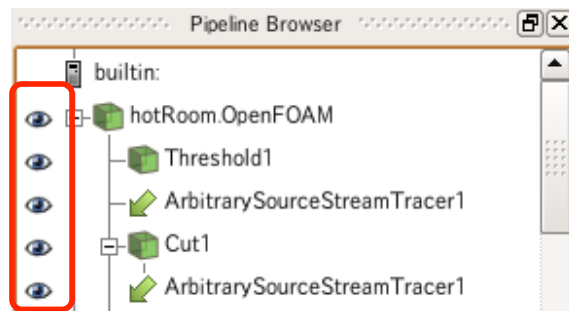 Pipeline Browser
builtin:
hotRoom.OpenFOAM
Threshold1
ArbitrarySourceStreamTracer1
Cut1
ArbitrarySourceStreamTracer1